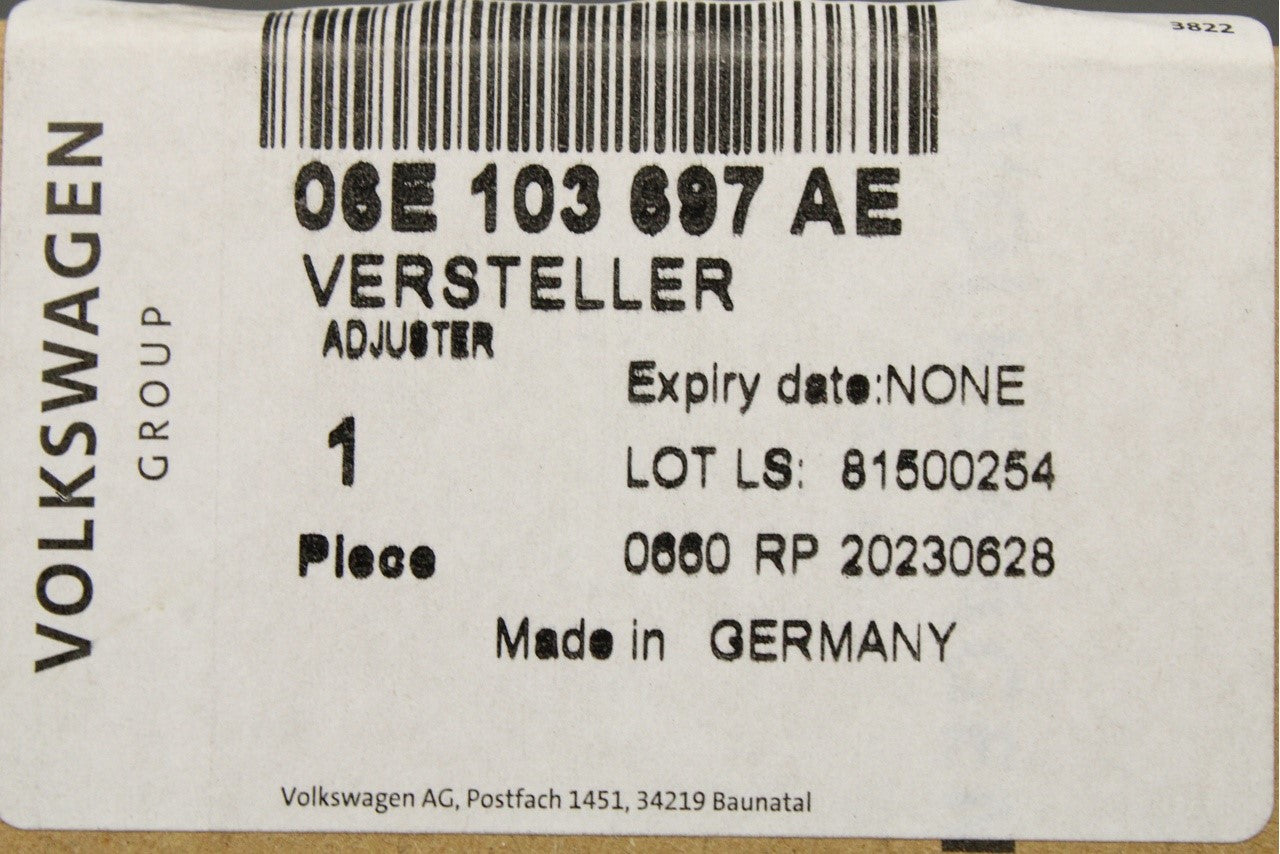 3822
VOLKSWAGEN
GROUP
06E 103 697 AE
VERSTELLER
ADJUSTER
Expiry date:NONE
1
LOT LS: 81500254
Piece
0660 RP 20230628
Made in GERMANY
Volkswagen AG, Postfach 1451, 34219 Baunatal